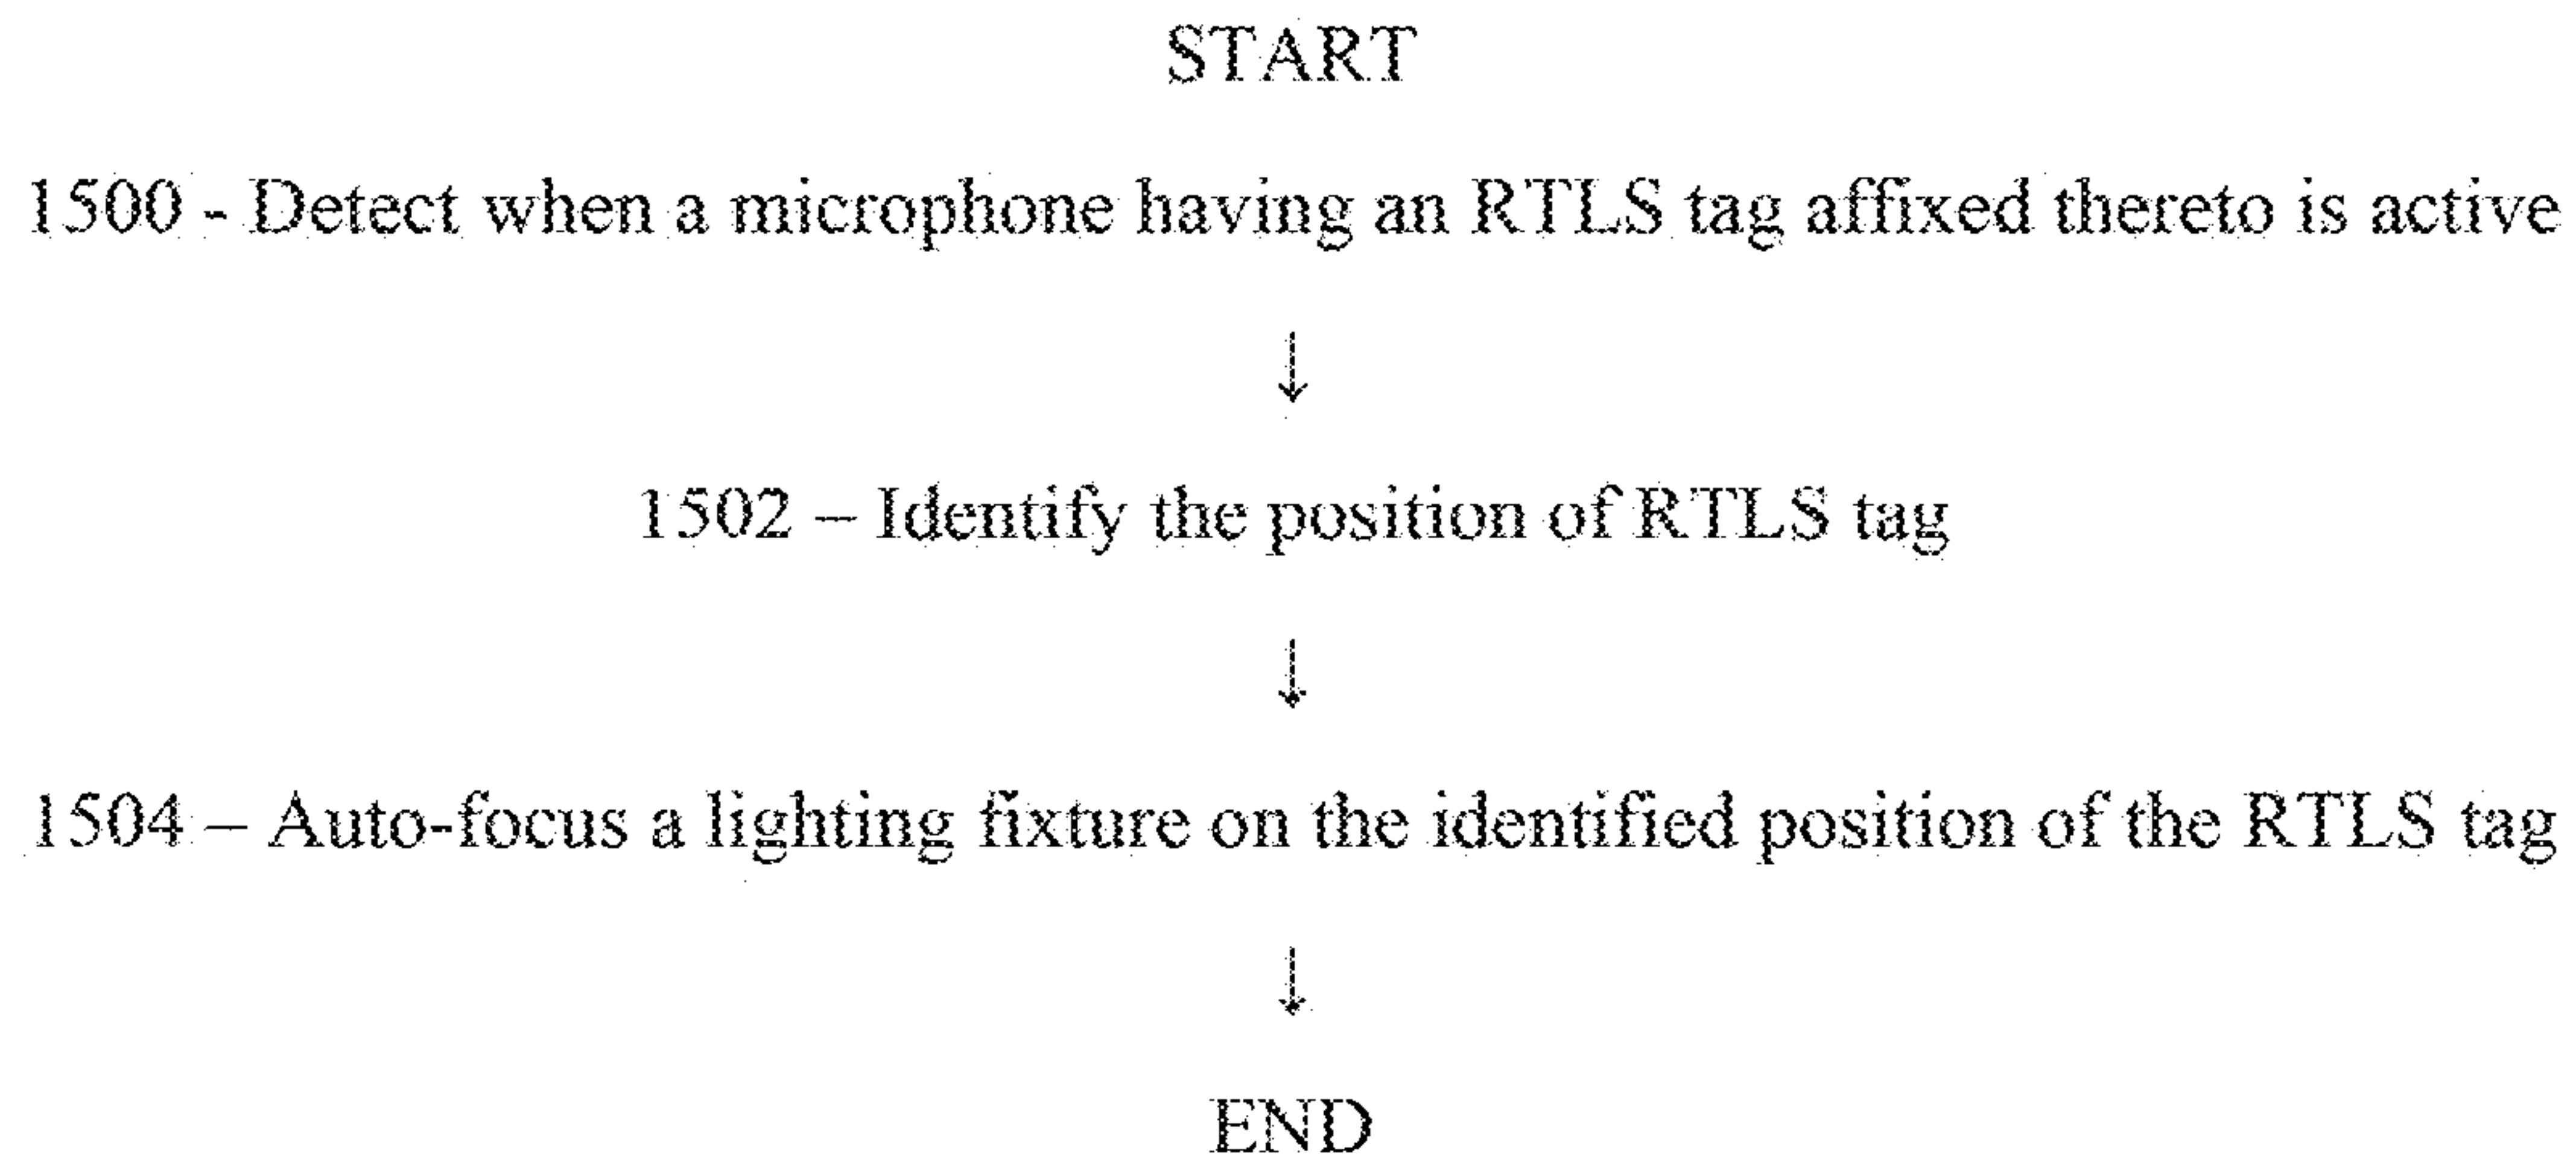 START
1500 - Detect when a microphone having an RTLS tag affixed thereto is active
↓
1502 – Identify the position of RTLS tag
↓
1504 – Auto-focus a lighting fixture on the identified position of the RTLS tag
↓
END